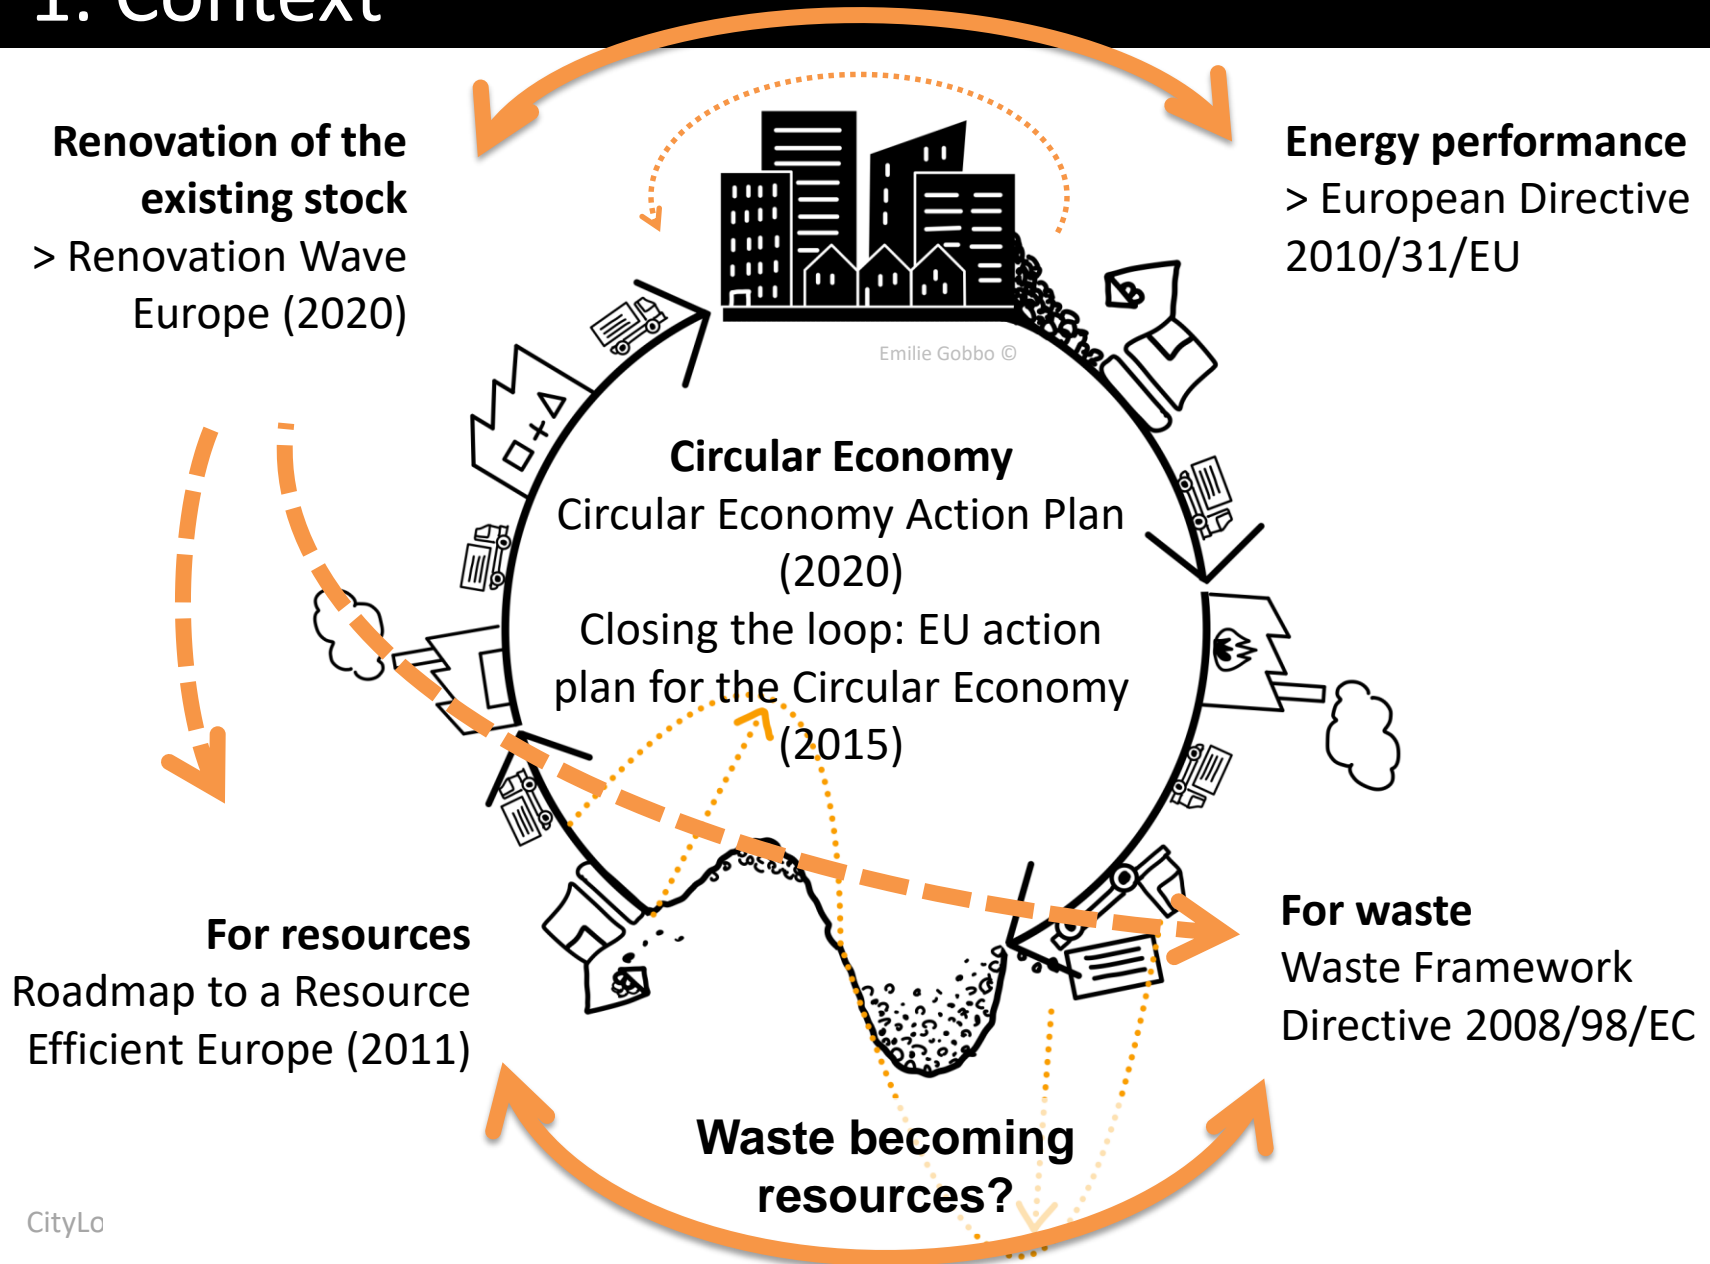 1. Context
Renovation of the
existing stock
> Renovation Wave
Europe (2020)
Energy performance
> European Directive
2010/31/EU
Emilie Gobbo ©
Circular Economy
Circular Economy Action Plan
(2020)
Closing the loop: EU action
plan for the Circular Economy
(2015)
For resources
Roadmap to a Resource
Efficient Europe (2011)
For waste
Waste Framework
Directive 2008/98/EC
Waste becoming
resources?